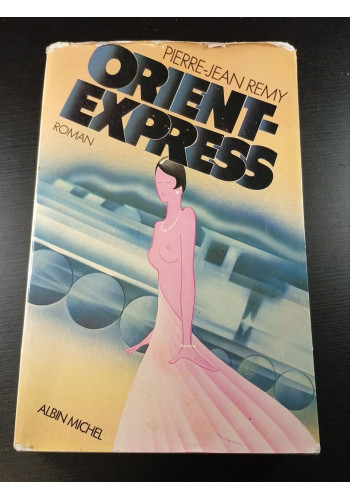 PIERRE-JEAN REMY
ORIENT-
EXPRESS
ROMAN
ALBIN MICHEL